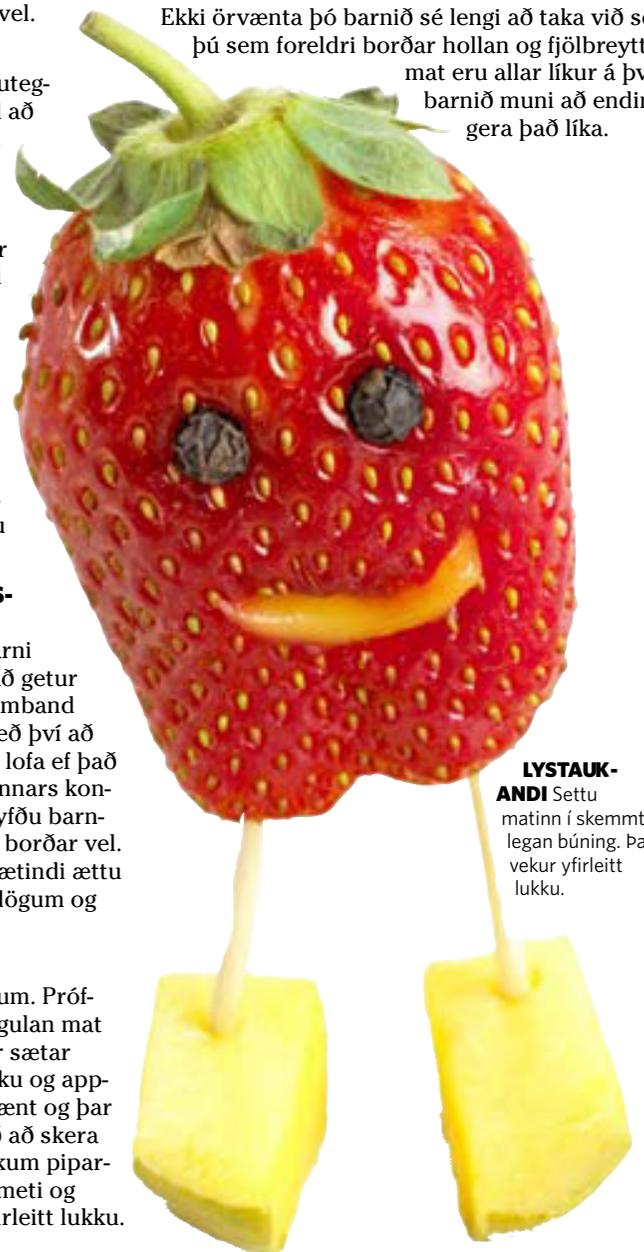 vel.
uteg-
l að
r
i
u
S-
arni
ð getur
mband
eð því að
lofa ef það
nnars kon-
yfðu barn-
borðar vel.
ætindi ættu
lögum og
um. Próf-
gulan mat
r sætar
ku og app-
ænt og þar
ð að skera
kum pipar-
meti og
rleitt lukku.
Ekki örvænta þó barnið sé lengi að taka við s
þú sem foreldri borðar hollan og fjölbreytt
mat eru allar líkur á þv
barnið muni að endin
gera það líka.
LYSTAUK-
ANDI Settu
matinn í skemmt
legan búning. Þa
vekur yfirleitt
lukku.